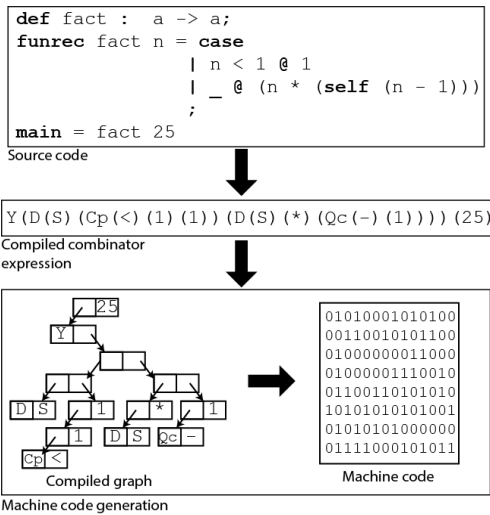 def fact : a -> a;
funrec fact n = case
| n < 1 @ 1
| _ @ (n * (self (n - 1)))
;
main = fact 25
Source code
Y(D(S)(Cp(<)(1)(1))(D(S)(*)(Qc(-)(1))))(25)
Compiled combinator
expression
25
Y
D S 1 * 1
1 D S Qc -
Cp <
Compiled graph
01010001010100
00110010101100
01000000011000
01000001110010
01100110101010
10101010101001
01010101000000
01111000101011
Machine code
Machine code generation